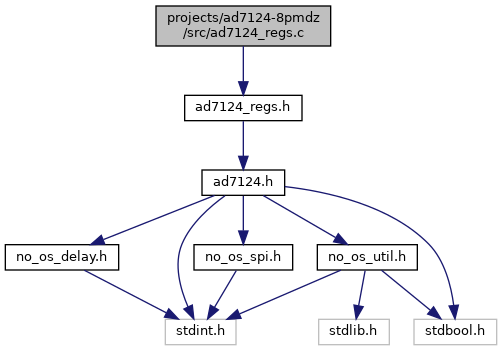 projects/ad7124-8pmdz
/src/ad7124_regs.c
ad7124_regs.h
ad7124.h
no_os_delay.h
no_os_spi.h
no_os_util.h
stdint.h
stdlib.h
stdbool.h